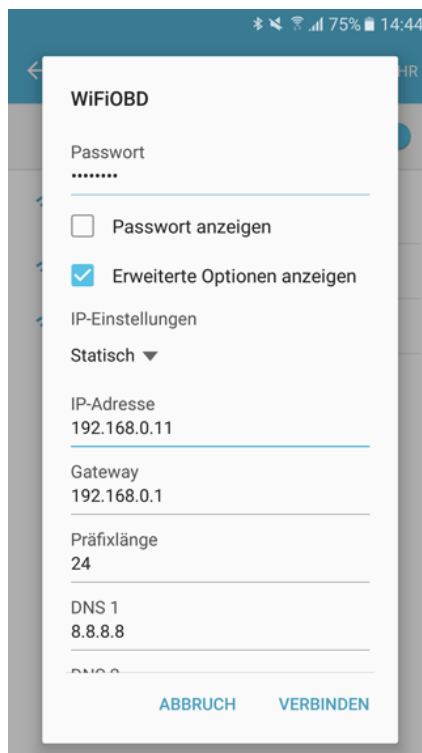 75% 14:44
HR
WiFiOBD
Passwort
••••••••
Passwort anzeigen
Erweiterte Optionen anzeigen
IP-Einstellungen
Statisch
IP-Adresse
192.168.0.11
Gateway
192.168.0.1
Präfixlänge
24
DNS 1
8.8.8.8
ABBRUCH VERBINDEN